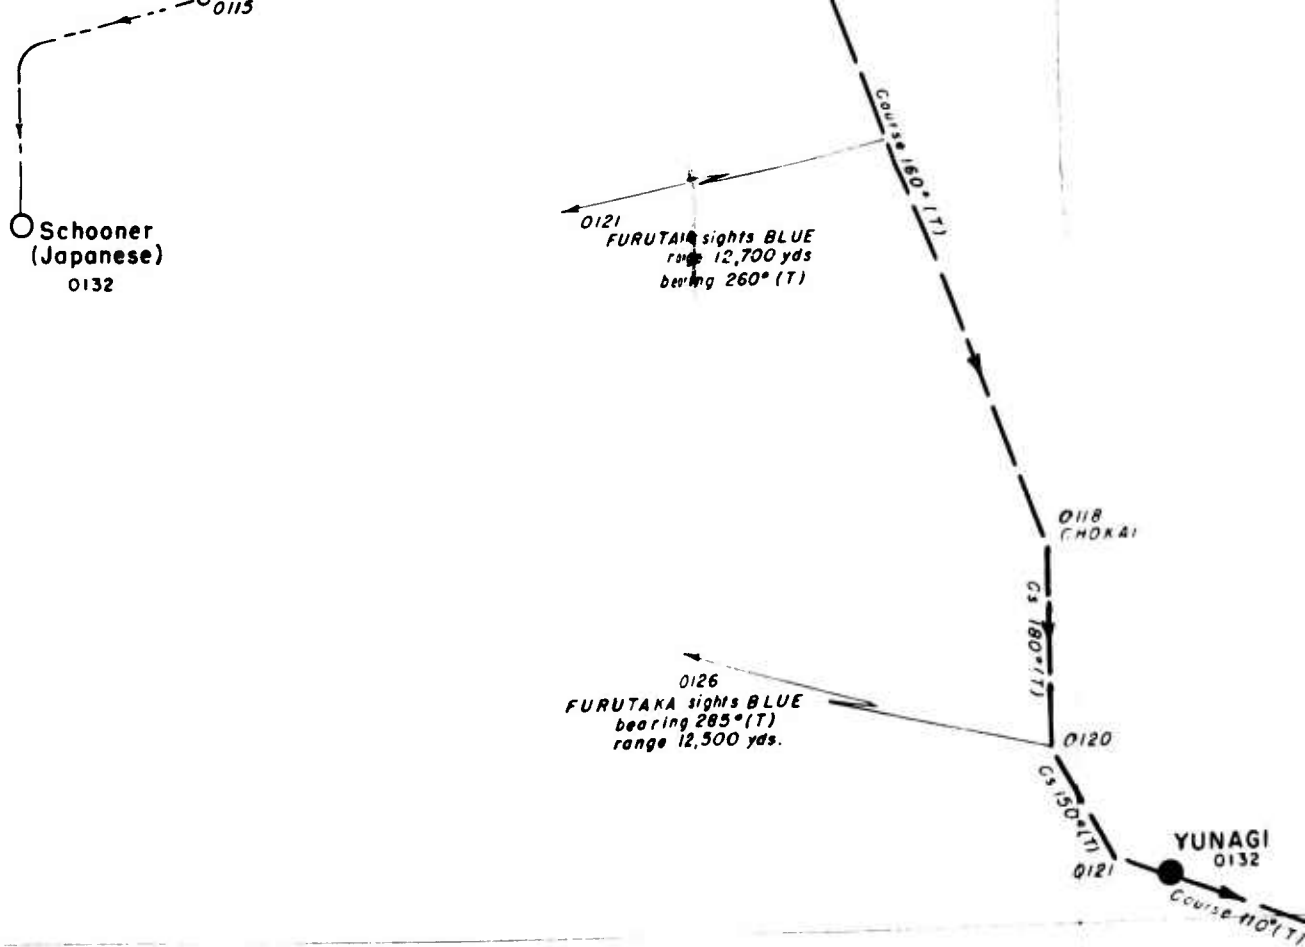 0115
Course 160° (T)
0121
FURUTAKA sights BLUE
range 12,700 yds
bearing 260° (T)
Schooner
(Japanese)
0132
0118
CHOKAI
Cs 180° (T)
0126
FURUTAKA sights BLUE
bearing 285° (T)
range 12,500 yds.
0120
Cs 150° (T)
0121
YUNAGI
0132
Course 110° (T)